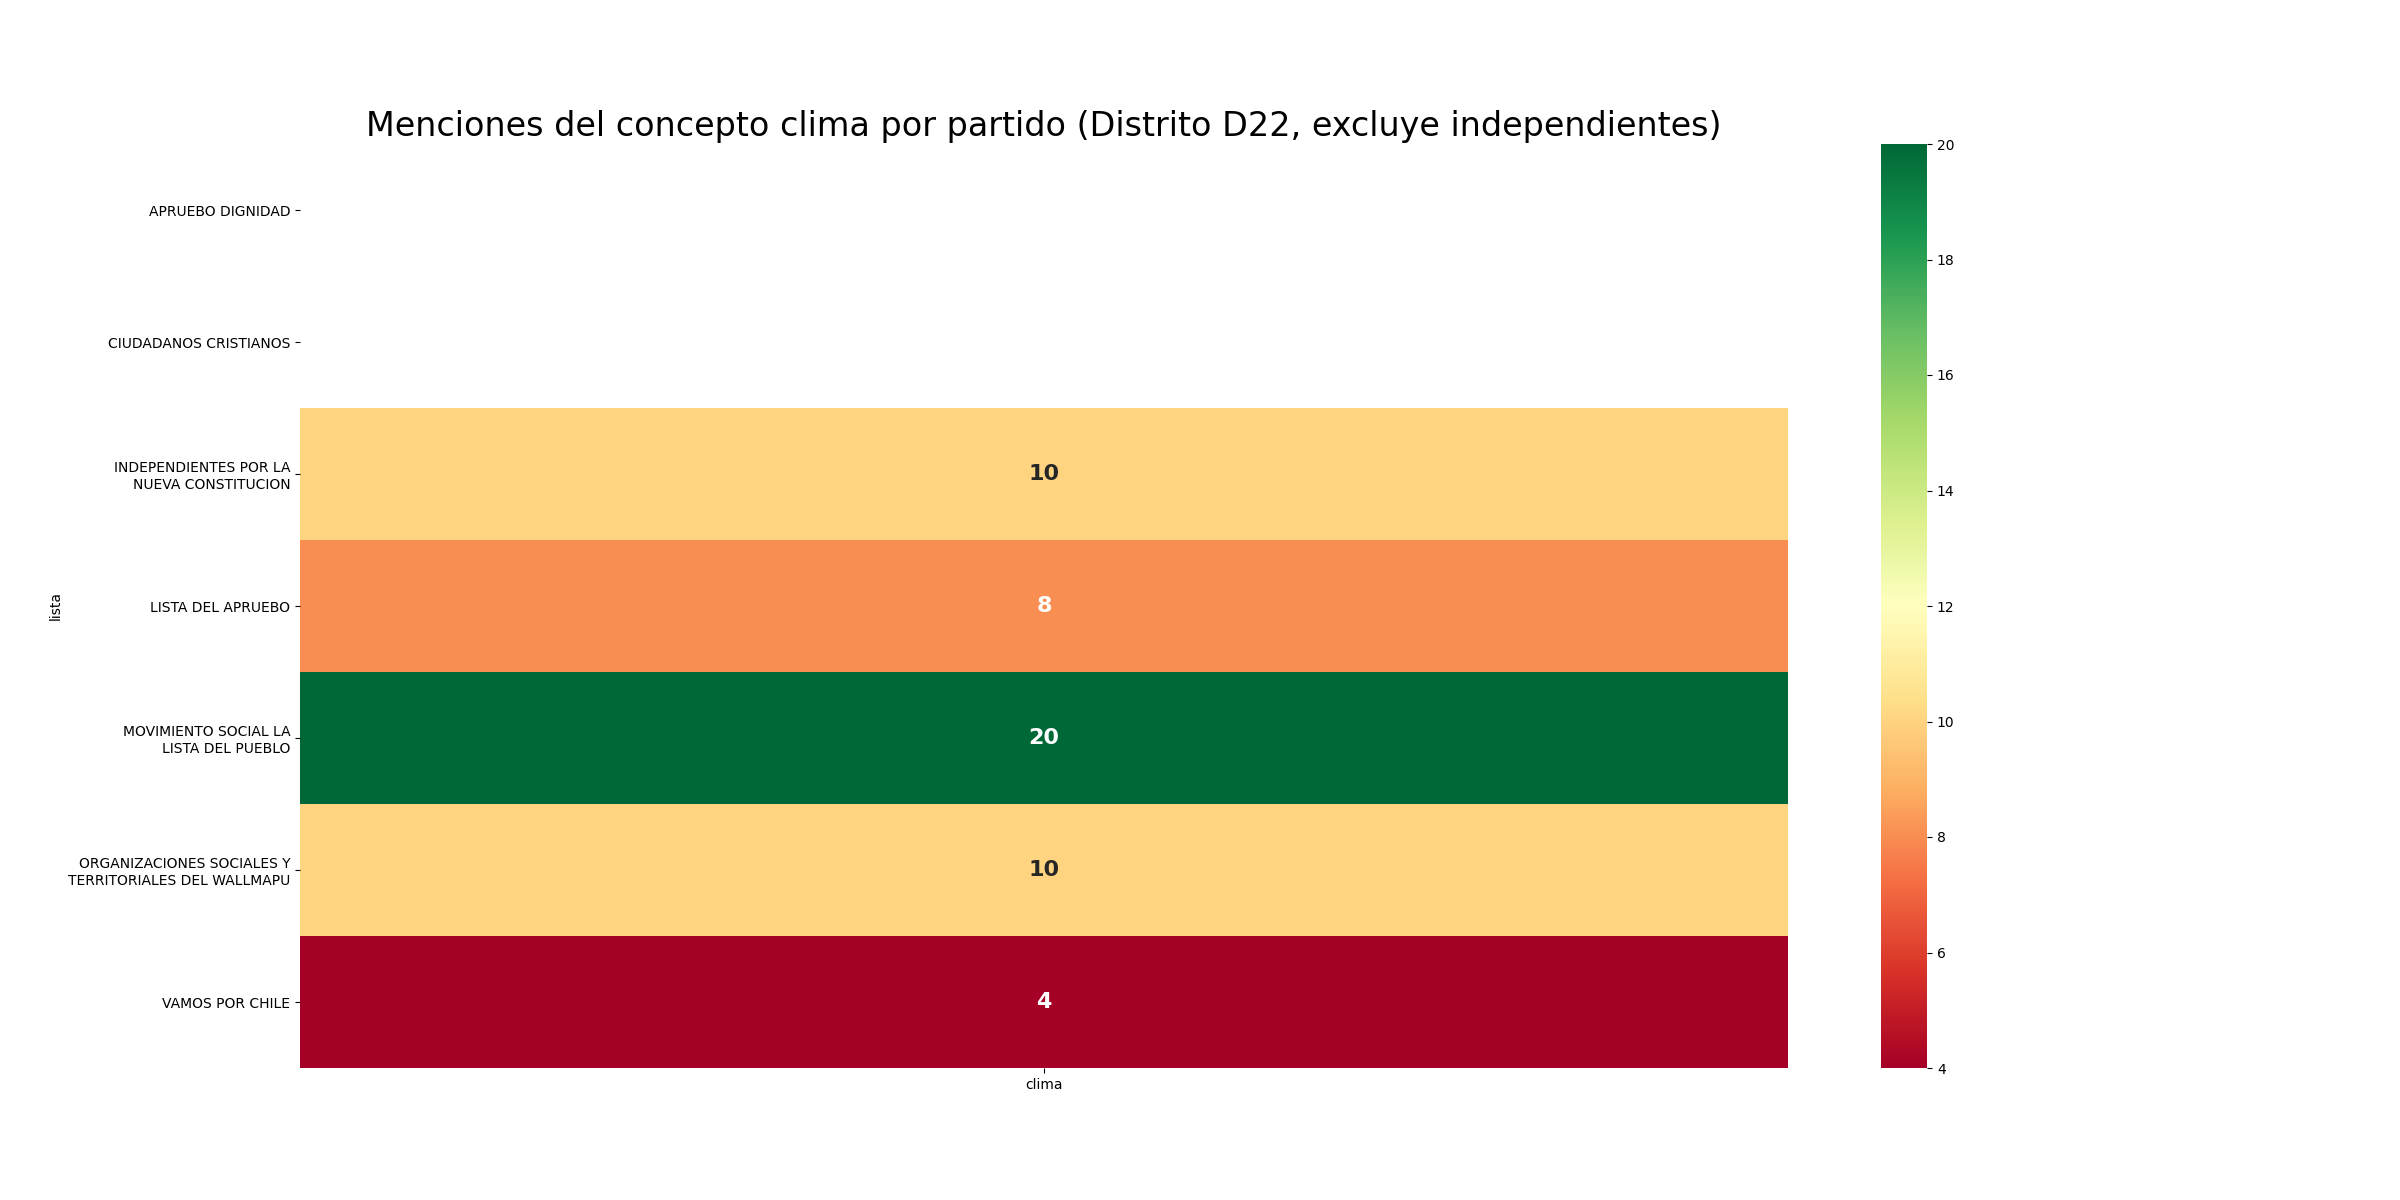 Menciones del concepto clima por partido (Distrito D22, excluye independientes)
lista
APRUEBO DIGNIDAD
CIUDADANOS CRISTIANOS
INDEPENDIENTES POR LA
NUEVA CONSTITUCION
10
LISTA DEL APRUEBO
8
MOVIMIENTO SOCIAL LA
LISTA DEL PUEBLO
20
ORGANIZACIONES SOCIALES Y
TERRITORIALES DEL WALLMAPU
10
VAMOS POR CHILE
4
clima
20
18
16
14
12
10
8
6
4